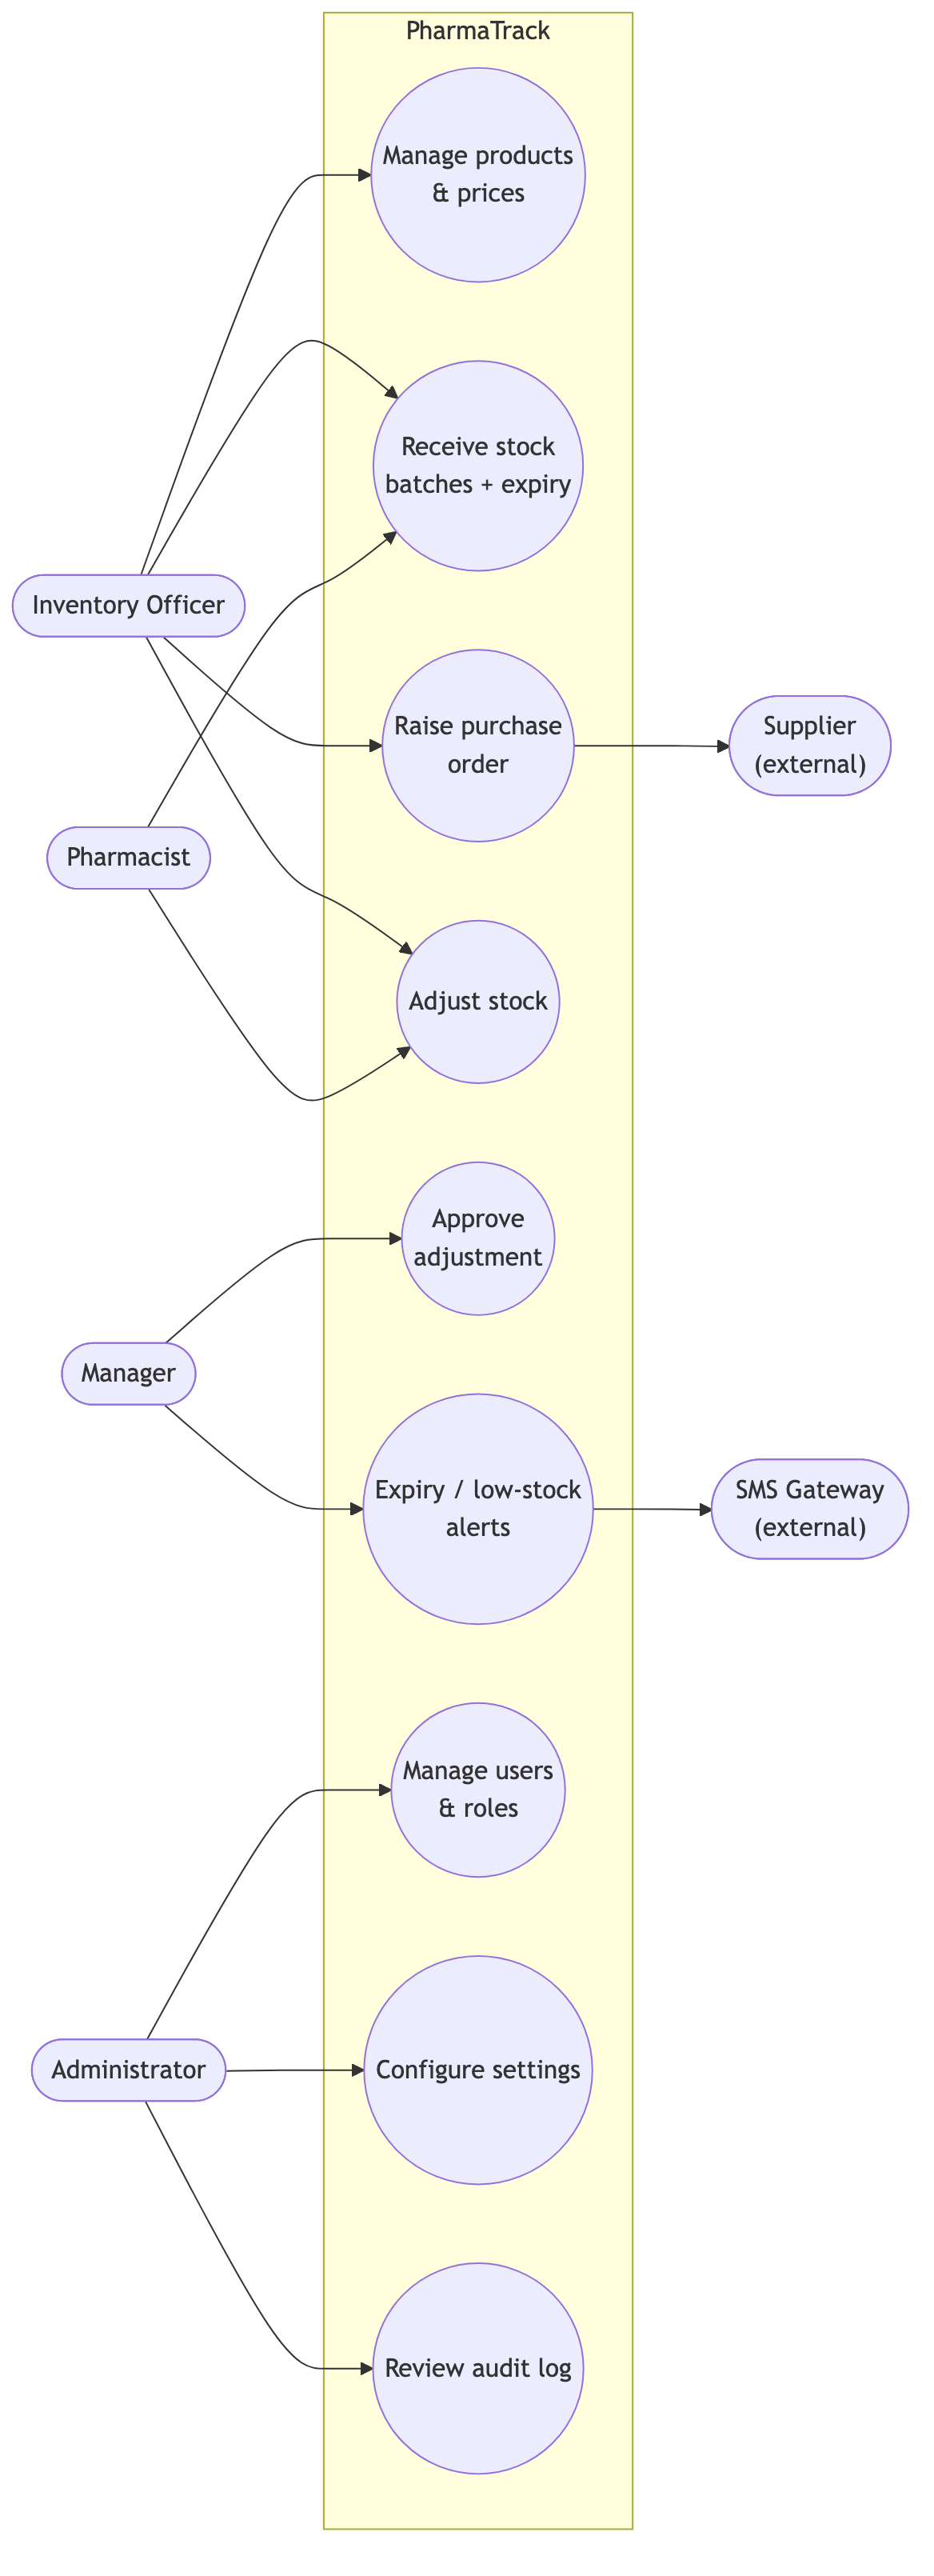 PharmaTrack
Manage products
& prices
Receive stock
batches + expiry
Inventory Officer
Raise purchase
order
Supplier
(external)
Pharmacist
Adjust stock
Approve
adjustment
Manager
Expiry / low-stock
alerts
SMS Gateway
(external)
Manage users
& roles
Administrator
Configure settings
Review audit log